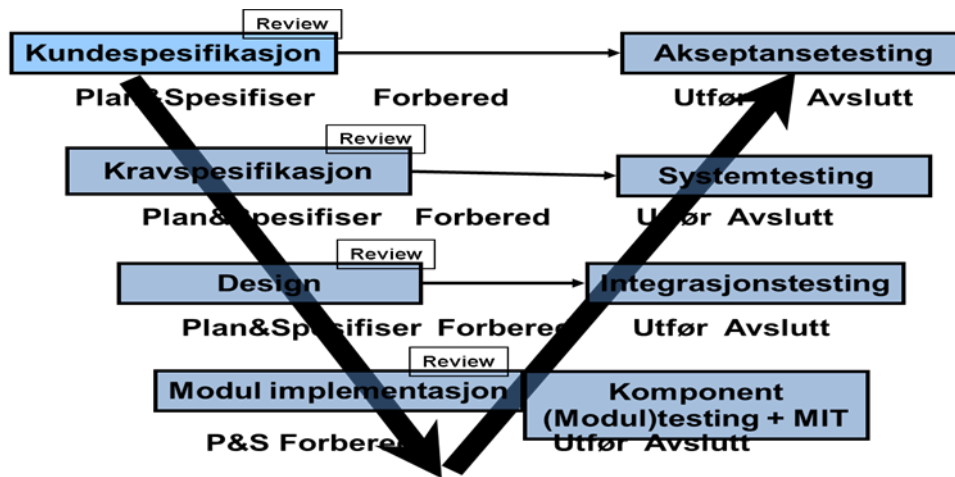 Review
Kundespesifikasjon Akseptansetesting
Plan&Spesifiser Forbered Utfør Avslutt
Review
Kravspesifikasjon Systemtesting
Plan&Spesifiser Forbered Utfør Avslutt
Review
Design Integrasjonstesting
Plan&Spesifiser Forbered Utfør Avslutt
Review
Modul implementasjon
Komponent
(Modul)testing + MIT
P&S Forbered Utfør Avslutt